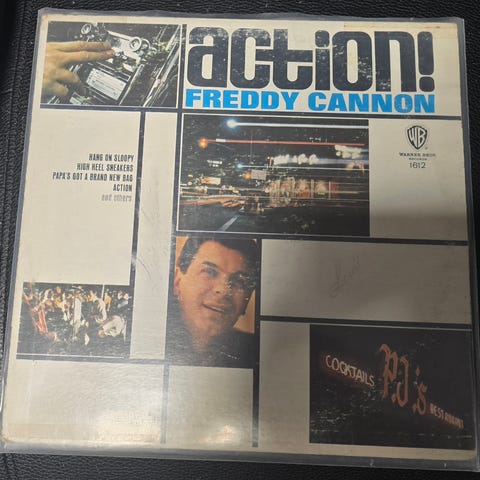 action!
FREDDY CANNON
HANG ON SLOOPY
HIGH HEEL SNEAKERS
PAPA'S GOT A BRAND NEW BAG
ACTION
and others
WB
WARNER BROS.
RECORDS
1612
COCKTAILS
P.J.'s
RESTAURANT